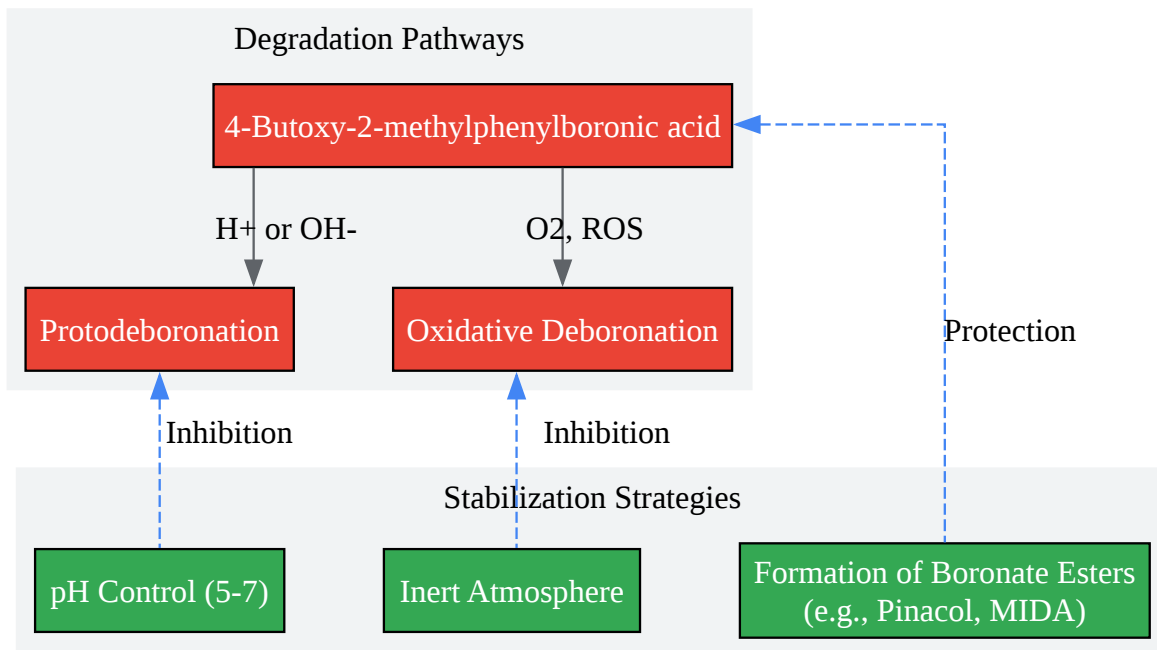 Degradation Pathways
4-Butoxy-2-methylphenylboronic acid
H+ or OH-
O2, ROS
Protodeboronation
Oxidative Deboronation
Protection
Inhibition
Inhibition
Stabilization Strategies
pH Control (5-7)
Inert Atmosphere
Formation of Boronate Esters
(e.g., Pinacol, MIDA)